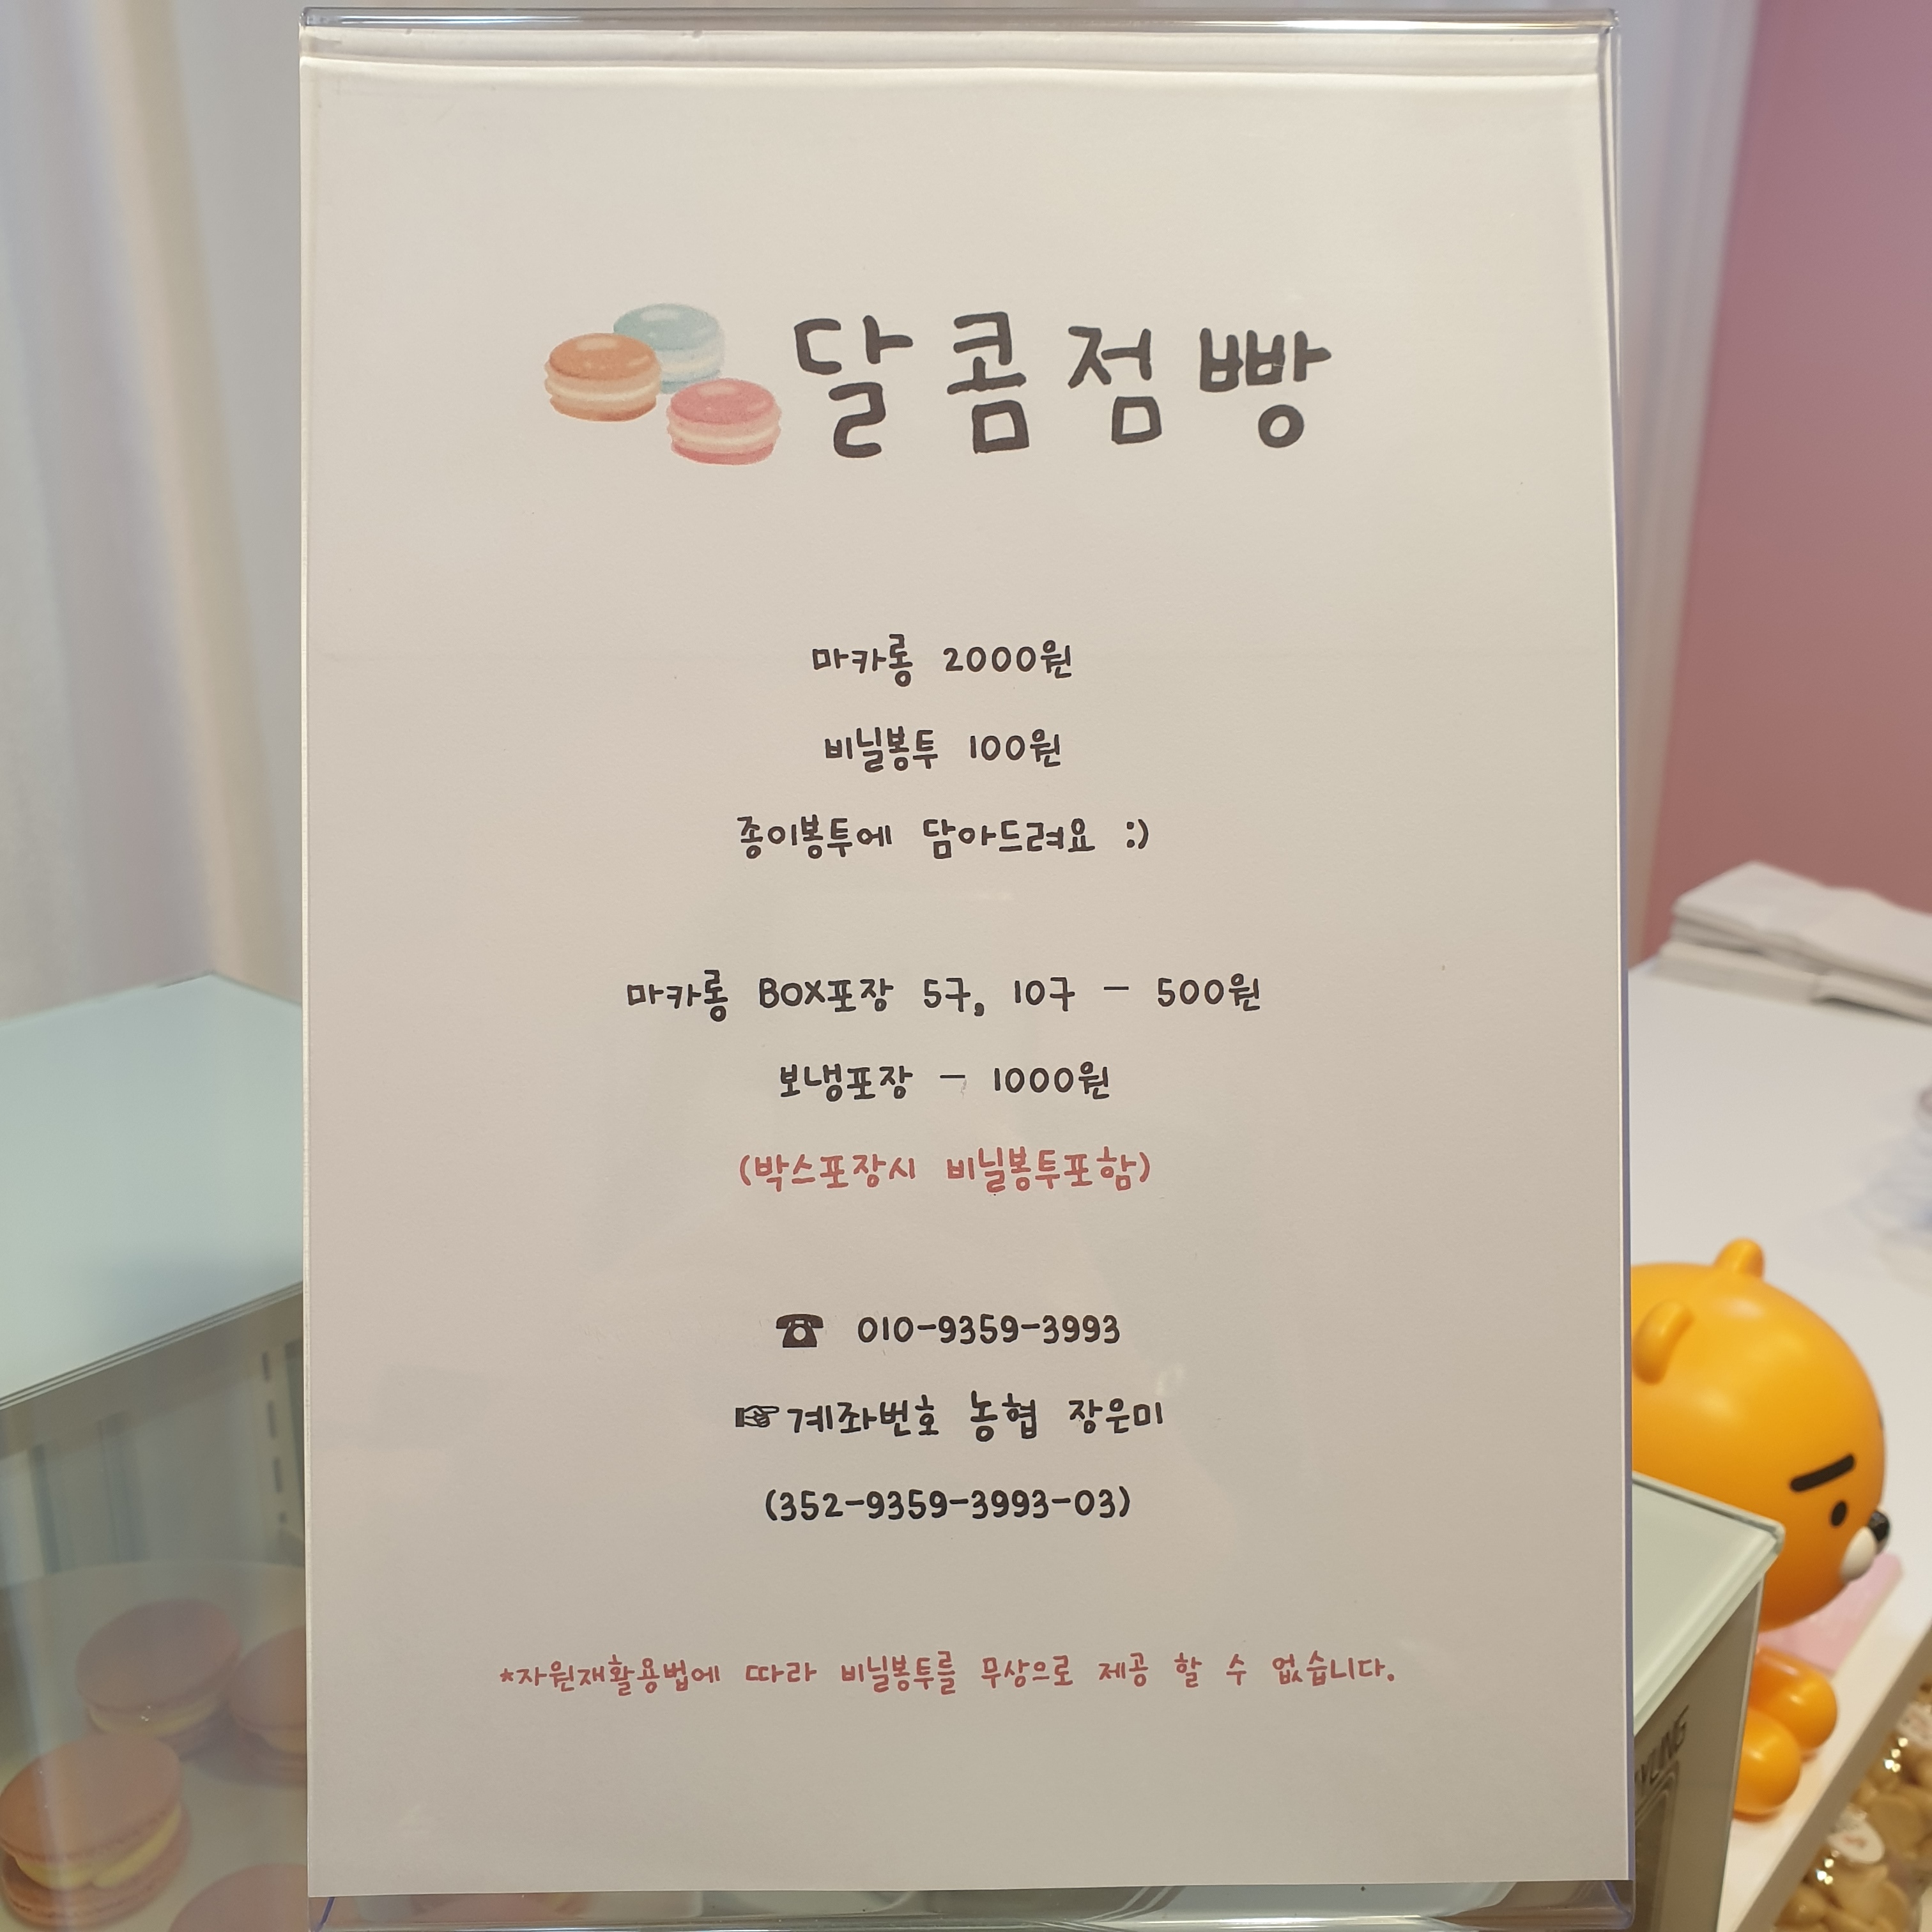 달콤점빵
마카롱 2000원
비닐봉투 100원
종이봉투에 담아드려요 :)
마카롱 BOX포장 5구, 10구 - 500원
보냉포장 - 1000원
(박스포장시 비닐봉투포함)
☎ 010-9359-3993
☞계좌번호 농협 장은미
(352-9359-3993-03)
*자원재활용법에 따라 비닐봉투를 무상으로 제공 할 수 없습니다.